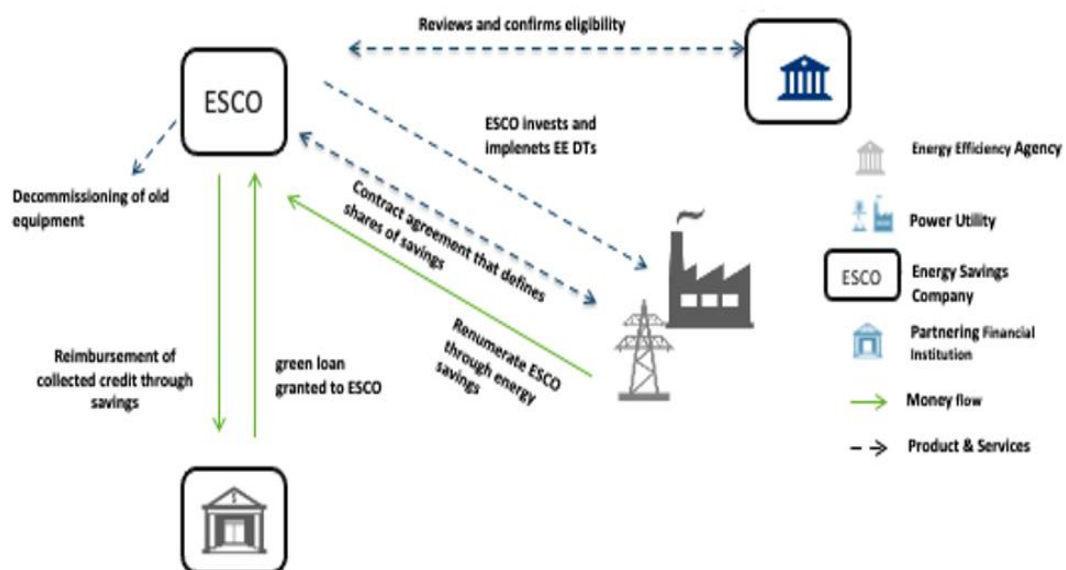 Reviews and confirms eligibility
ESCO
ESCO invests and
implenets EE DTs
Energy Efficiency Agency
Decommissioning of old
equipment
Contract agreement that defines
shares of savings
Power Utility
ESCO
Energy Savings
Company
Renumerate ESCO
through energy
savings
Partnering Financial
Institution
Reimbursement of
collected credit through
savings
green loan
granted to ESCO
Money flow
Product & Services
S